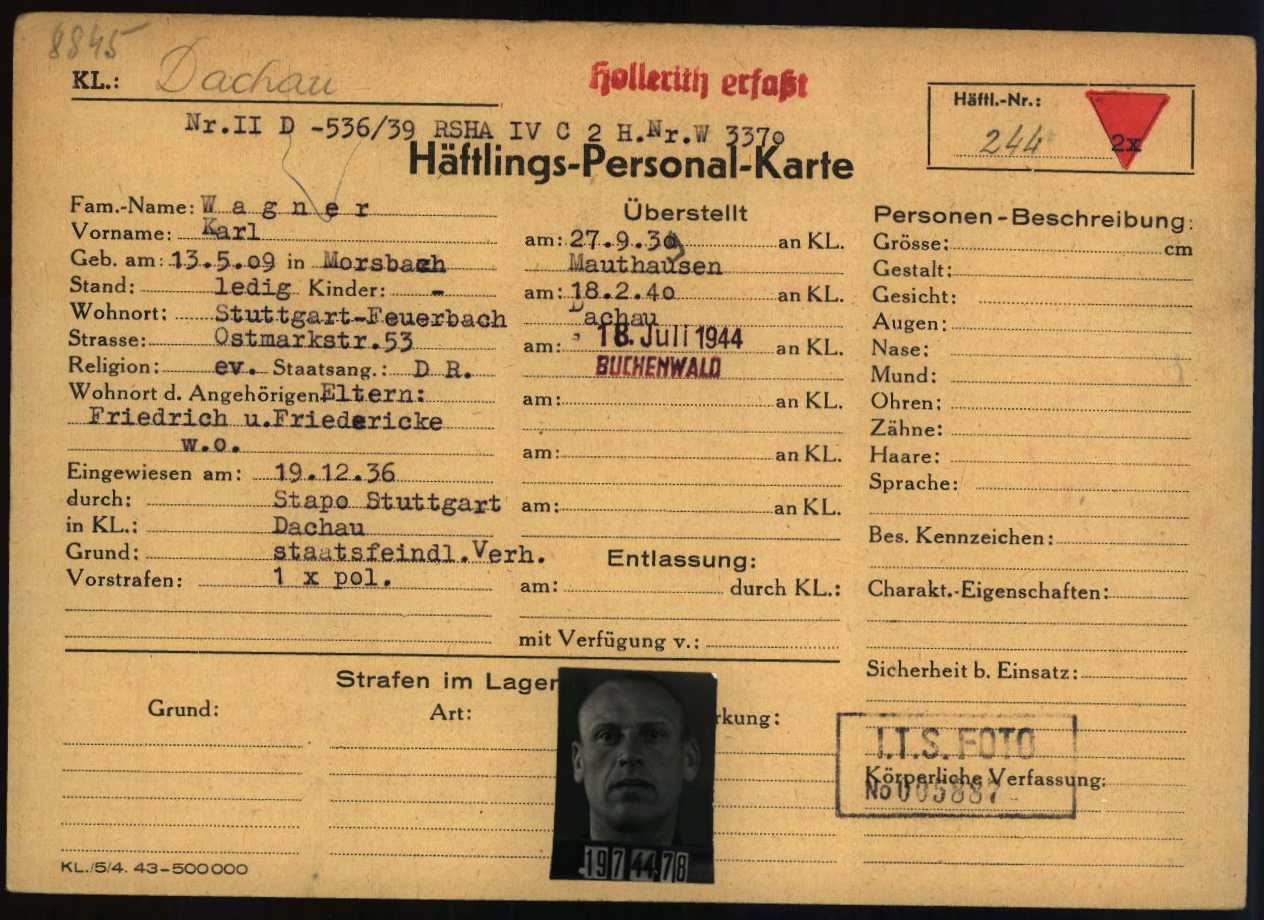 8845
KL.: Dachau
Hollerith erfaßt
Häftl.-Nr.:
244
2x
Nr.II D -536/39 RSHA IV C 2 H.Nr.W 3370
Häftlings-Personal-Karte
Fam.-Name: Wagner
Vorname: Karl
Geb. am: 13.5.09 in Morsbach
Stand: ledig Kinder: -
Wohnort: Stuttgart-Feuerbach
Strasse: Ostmarkstr.53
Religion: ev. Staatsang.: D R.
Wohnort d. Angehörigen: Eltern:
Friedrich u.Friedericke
w.o.
Eingewiesen am: 19.12.36
durch: Stapo Stuttgart
in KL.: Dachau
Grund: staatsfeindl.Verh.
Vorstrafen: 1 x pol.
Überstellt
am: 27.9.39 an KL.
Mauthausen
am: 18.2.40 an KL.
Dachau
am: 18. Juli 1944 an KL.
BUCHENWALD
am: an KL.
am: an KL.
am: an KL.
Entlassung:
am: durch KL.:
mit Verfügung v.:
Personen-Beschreibung:
Grösse: cm
Gestalt:
Gesicht:
Augen:
Nase:
Mund:
Ohren:
Zähne:
Haare:
Sprache:
Bes. Kennzeichen:
Charakt.-Eigenschaften:
Sicherheit b. Einsatz:
I.T.S. FOTO
Körperliche Verfassung:
No 005887
Strafen im Lager
Grund: Art: rkung:
197 44 78
KL./5/4. 43-500000